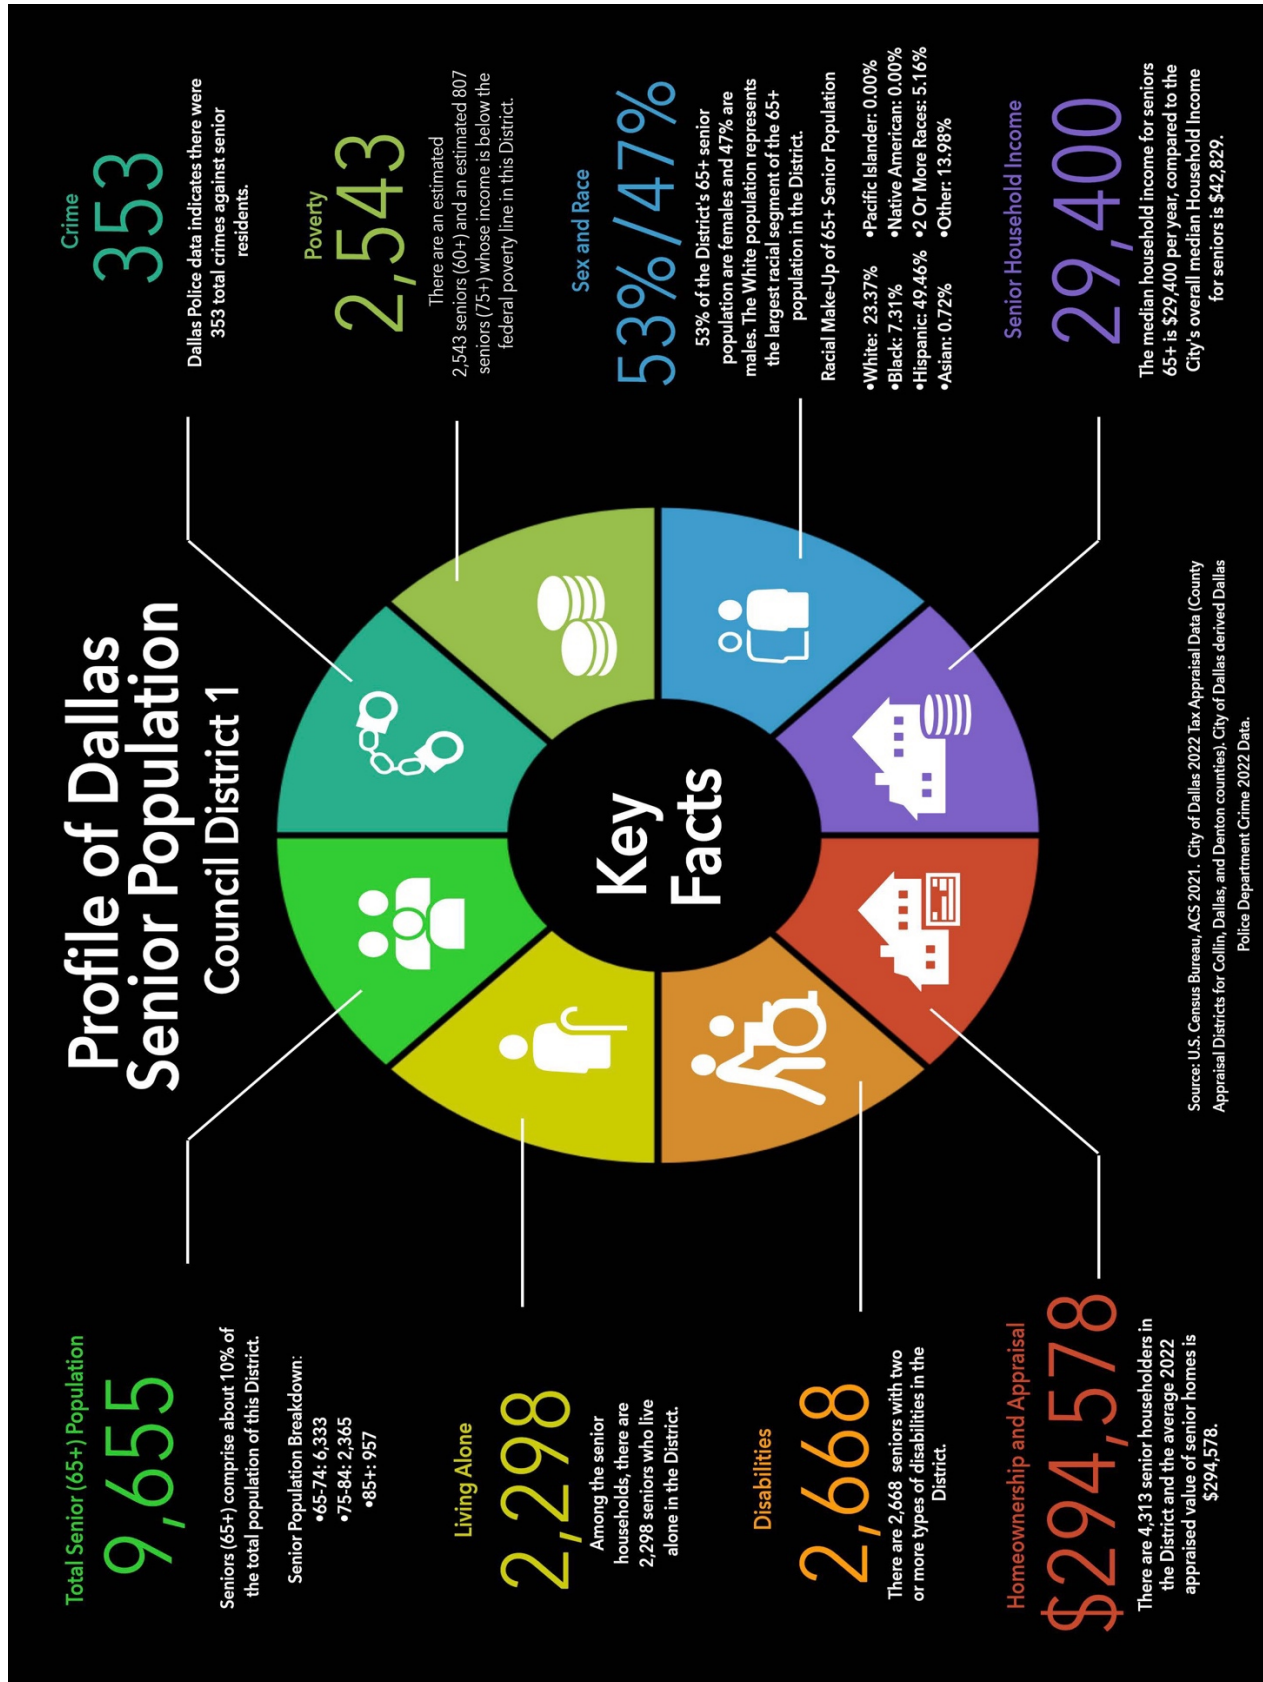 Profile of Dallas
Senior Population
Council District 1
Total Senior (65+) Population
9,655
Seniors (65+) comprise about 10% of
the total population of this District.
Senior Population Breakdown:
•65-74: 6,333
•75-84: 2,365
•85+: 957
Living Alone
2,298
Among the senior
households, there are
2,298 seniors who live
alone in the District.
Disabilities
2,668
There are 2,668 seniors with two
or more types of disabilities in the
District.
Homeownership and Appraisal
$294,578
There are 4,313 senior householders in
the District and the average 2022
appraised value of senior homes is
$294,578.
Key
Facts
Crime
353
Dallas Police data indicates there were
353 total crimes against senior
residents.
Poverty
2,543
There are an estimated
2,543 seniors (60+) and an estimated 807
seniors (75+) whose income is below the
federal poverty line in this District.
Sex and Race
53%/47%
53% of the District's 65+ senior
population are females and 47% are
males. The White population represents
the largest racial segment of the 65+
population in the District.
Racial Make-Up of 65+ Senior Population
•White: 23.37% •Pacific Islander: 0.00%
•Black: 7.31% •Native American: 0.00%
•Hispanic: 49.46% •2 Or More Races: 5.16%
•Asian: 0.72% •Other: 13.98%
Senior Household Income
29,400
The median household income for seniors
65+ is $29,400 per year, compared to the
City's overall median Household Income
for seniors is $42,829.
Source: U.S. Census Bureau, ACS 2021. City of Dallas 2022 Tax Appraisal Data (County
Appraisal Districts for Collin, Dallas, and Denton counties). City of Dallas derived Dallas
Police Department Crime 2022 Data.